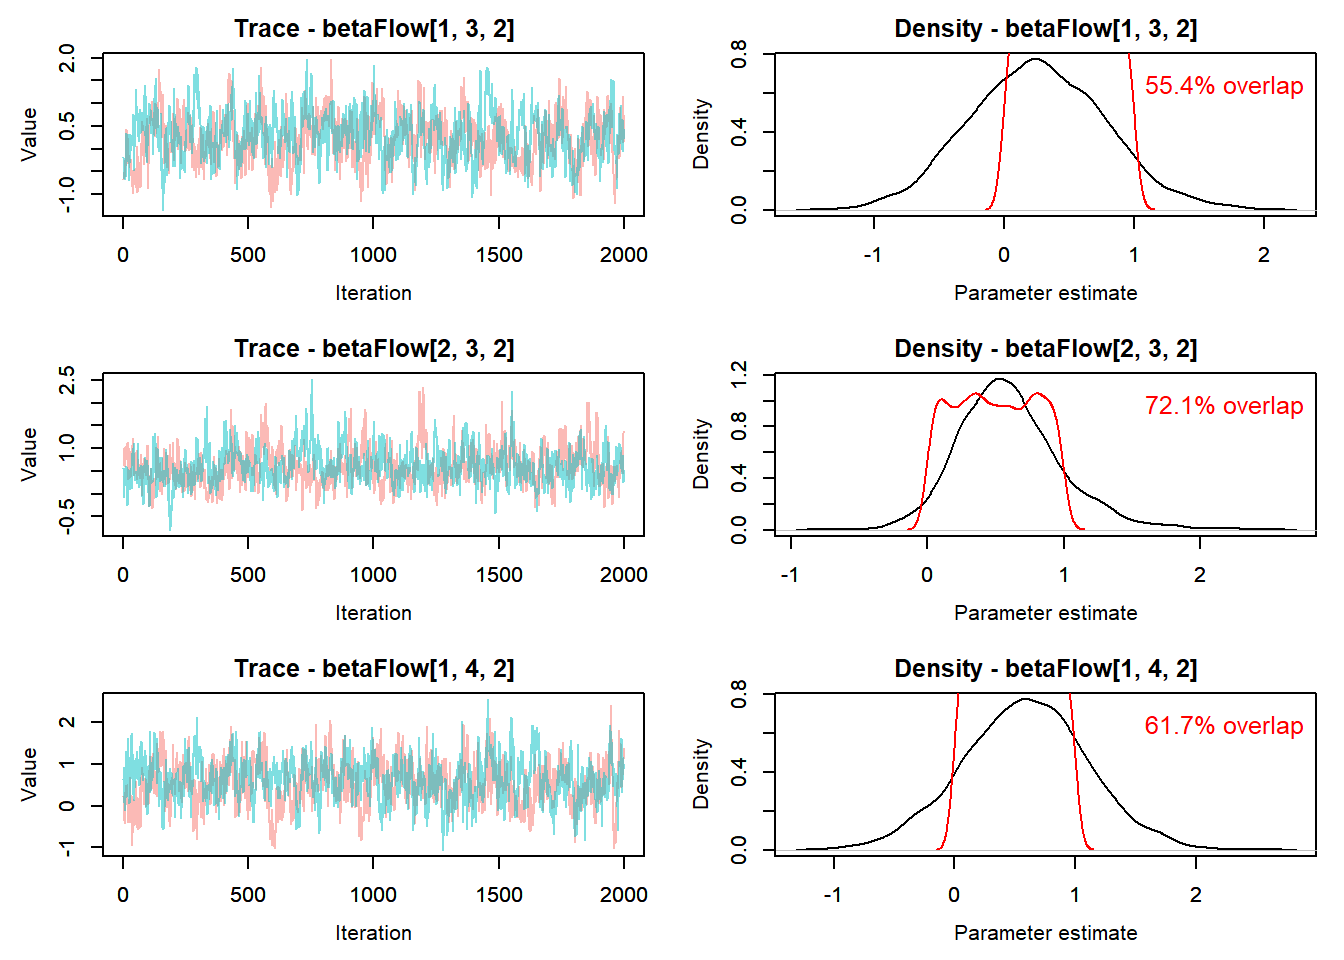 Trace - betaFlow[1, 3, 2]
Value
-1.0 0.5 2.0
0 500 1000 1500 2000
Iteration
Density - betaFlow[1, 3, 2]
55.4% overlap
Density
0.0 0.4 0.8
-1 0 1 2
Parameter estimate
Trace - betaFlow[2, 3, 2]
Value
-0.5 1.0 2.5
0 500 1000 1500 2000
Iteration
Density - betaFlow[2, 3, 2]
72.1% overlap
Density
0.0 0.4 0.8 1.2
-1 0 1 2
Parameter estimate
Trace - betaFlow[1, 4, 2]
Value
-1 0 1 2
0 500 1000 1500 2000
Iteration
Density - betaFlow[1, 4, 2]
61.7% overlap
Density
0.0 0.4 0.8
-1 0 1 2
Parameter estimate